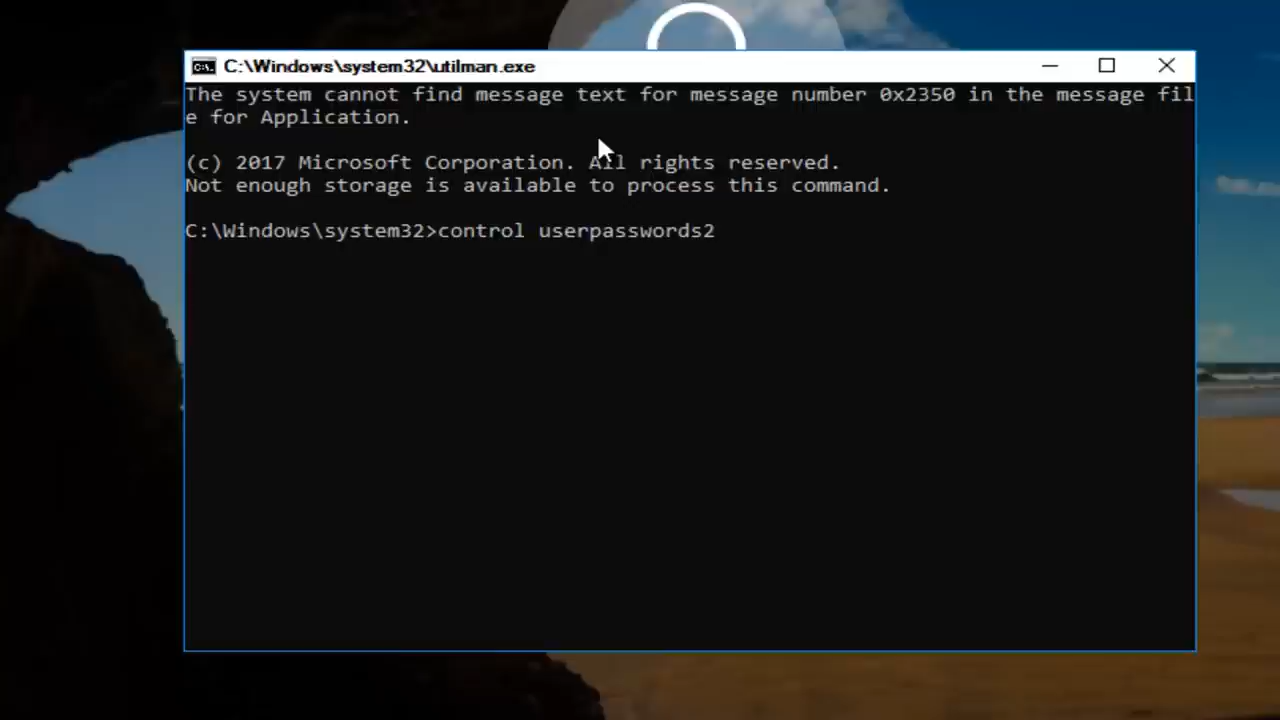 C:\Windows\system32\utilman.exe
The system cannot find message text for message number 0x2350 in the message fil
e for Application.
(c) 2017 Microsoft Corporation. All rights reserved.
Not enough storage is available to process this command.
C:\Windows\system32>control userpasswords2